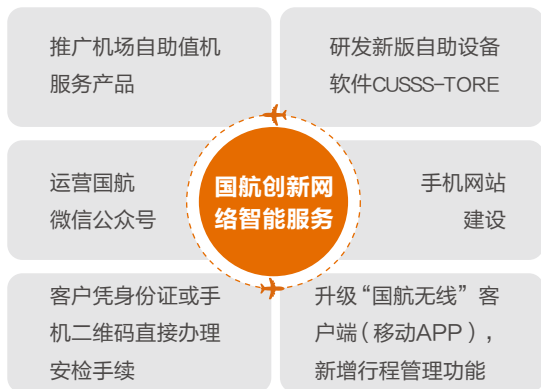 推广机场自助值机
服务产品
研发新版自助设备
软件CUSSS-TORE
国航创新网
络智能服务
运营国航
微信公众号
手机网站
建设
客户凭身份证或手
机二维码直接办理
安检手续
升级“国航无线”客
户端（移动APP），
新增行程管理功能